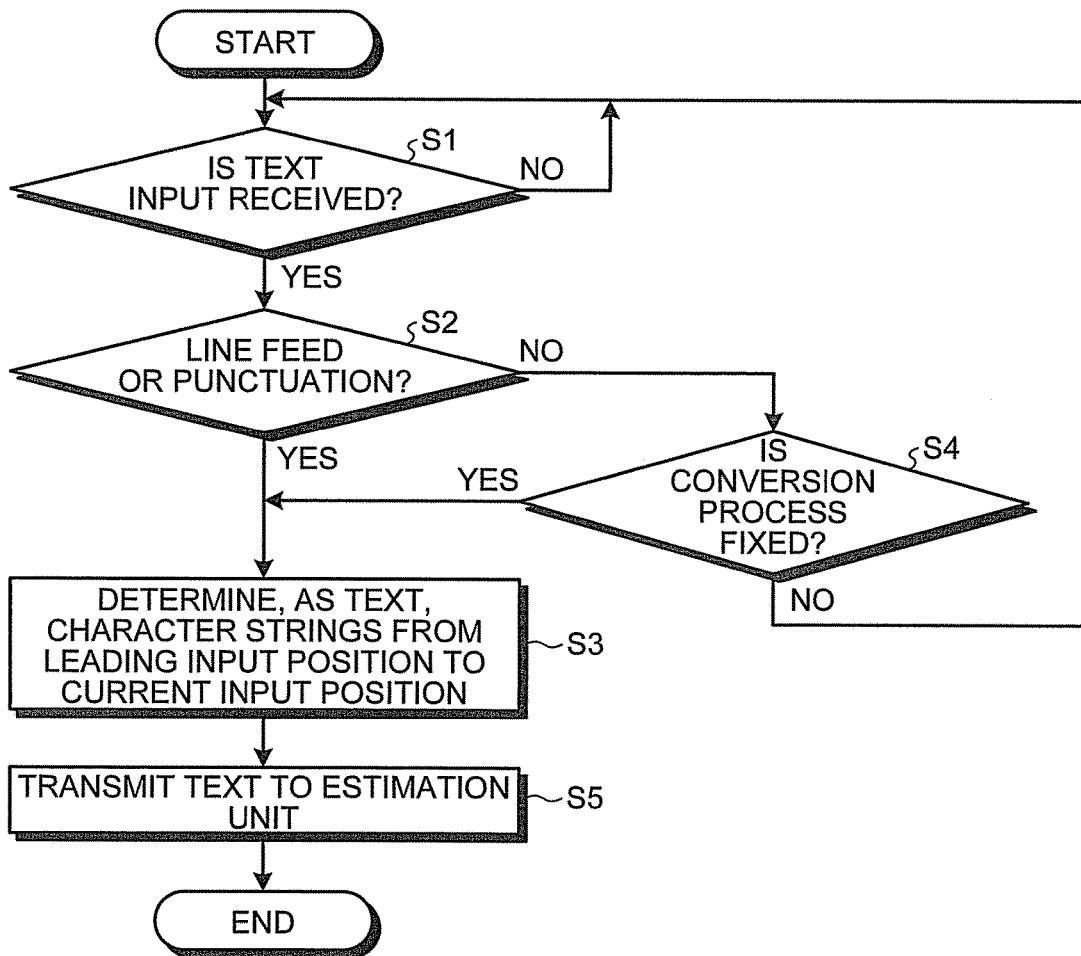 START
S1
IS TEXT
INPUT RECEIVED?
NO
YES
S2
LINE FEED
OR PUNCTUATION?
NO
YES
S4
IS
CONVERSION
PROCESS
FIXED?
YES
NO
DETERMINE, AS TEXT,
CHARACTER STRINGS FROM
LEADING INPUT POSITION TO
CURRENT INPUT POSITION
S3
TRANSMIT TEXT TO ESTIMATION
UNIT
S5
END